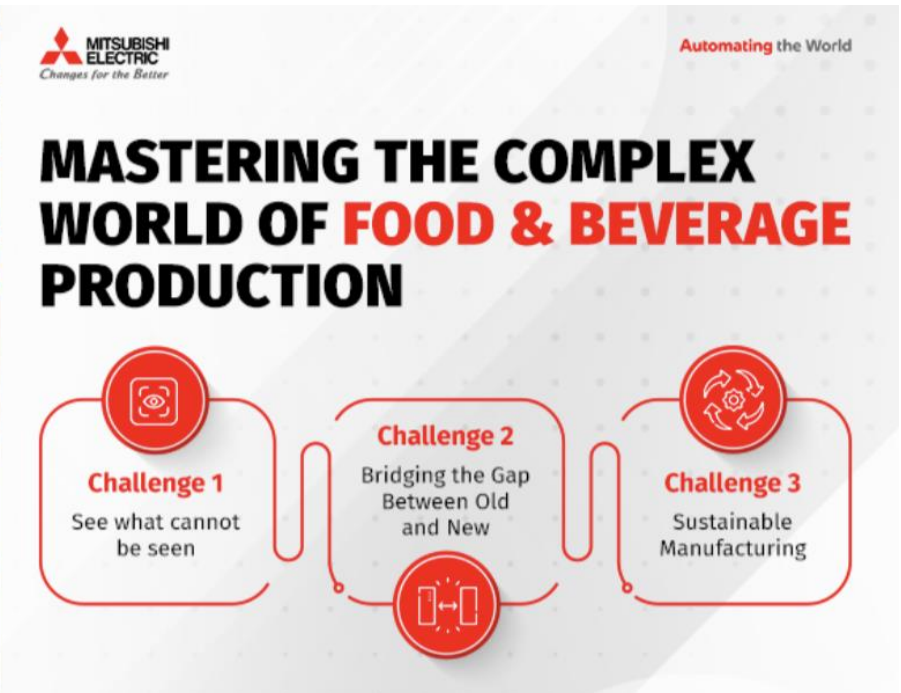 MITSUBISHI
ELECTRIC
Changes for the Better
Automating the World
MASTERING THE COMPLEX
WORLD OF FOOD & BEVERAGE
PRODUCTION
Challenge 1
See what cannot
be seen
Challenge 2
Bridging the Gap
Between Old
and New
Challenge 3
Sustainable
Manufacturing